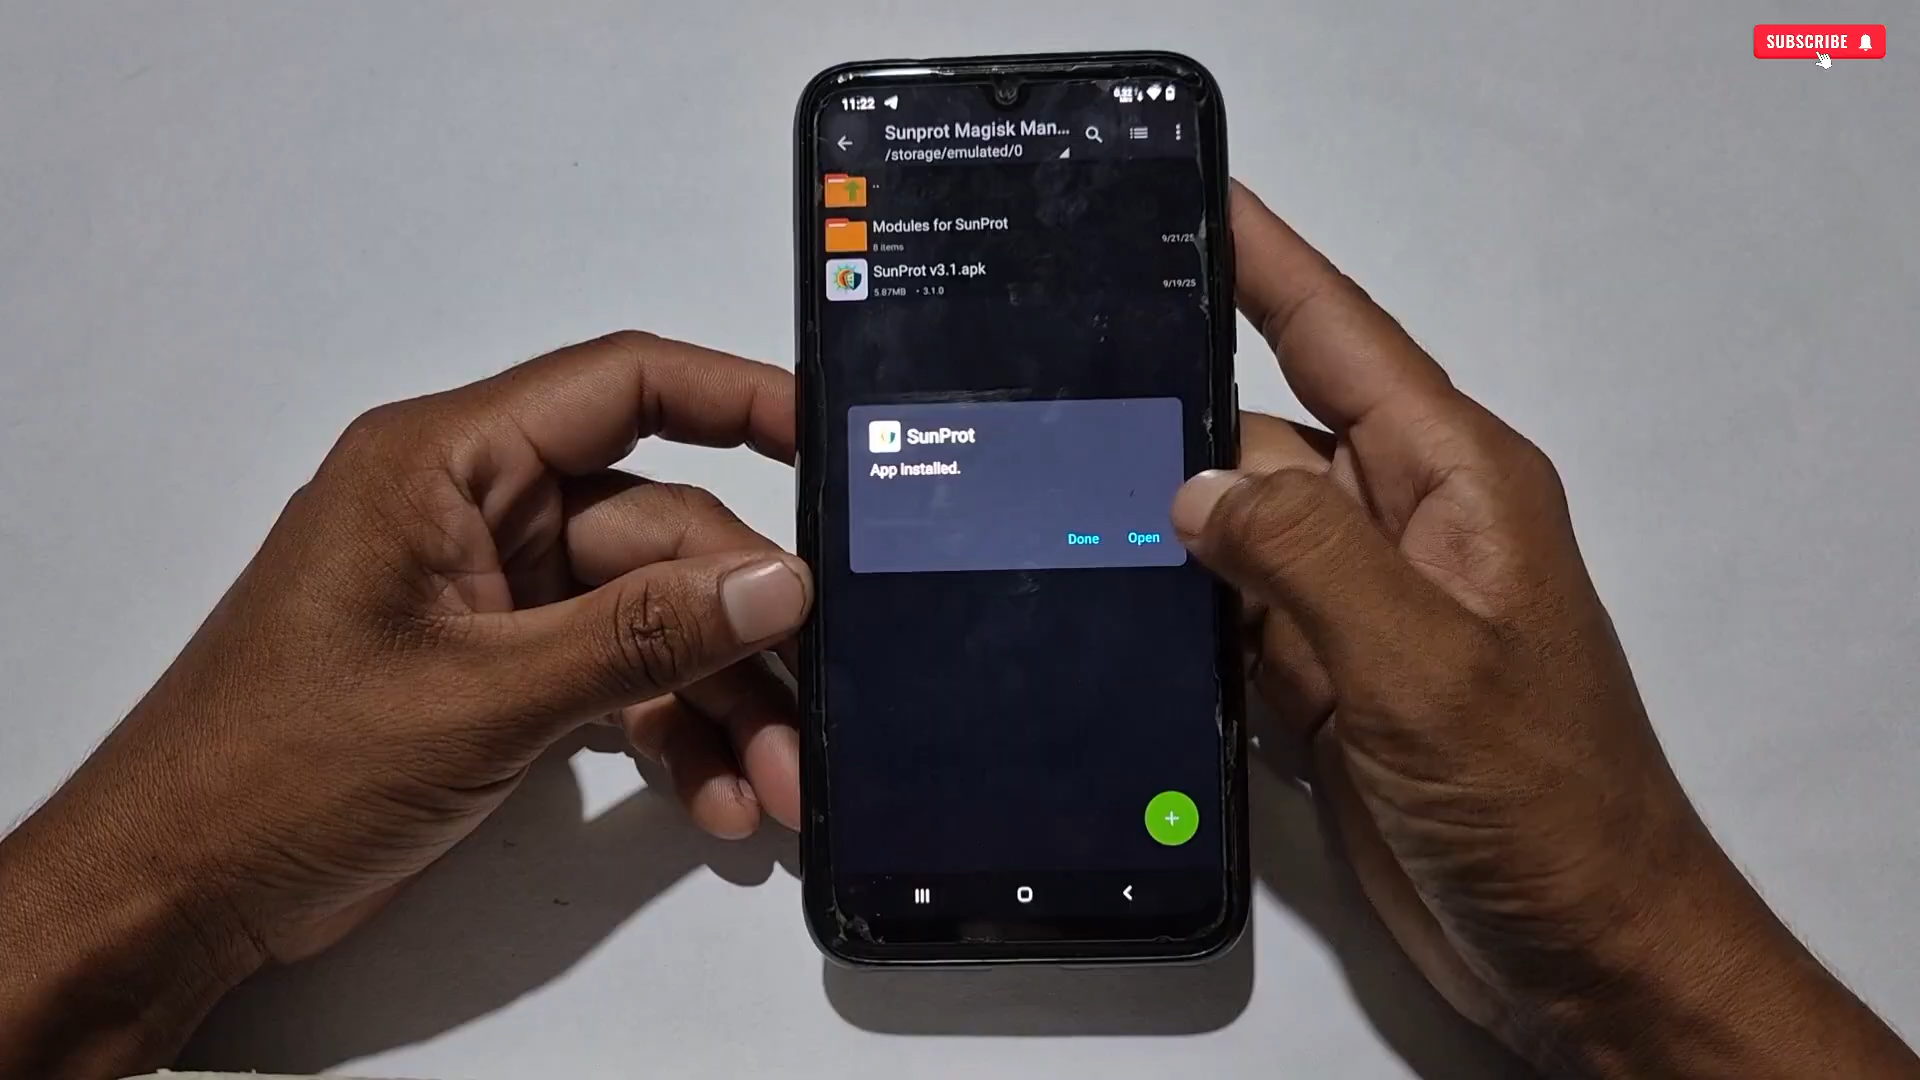 SUBSCRIBE
11:22
Sunprot Magisk Man...
/storage/emulated/0
..
Modules for SunProt
8 items
9/21/25
SunProt v3.1.apk
5.87MB • 3.1.0
9/19/25
SunProt
App installed.
Done
Open